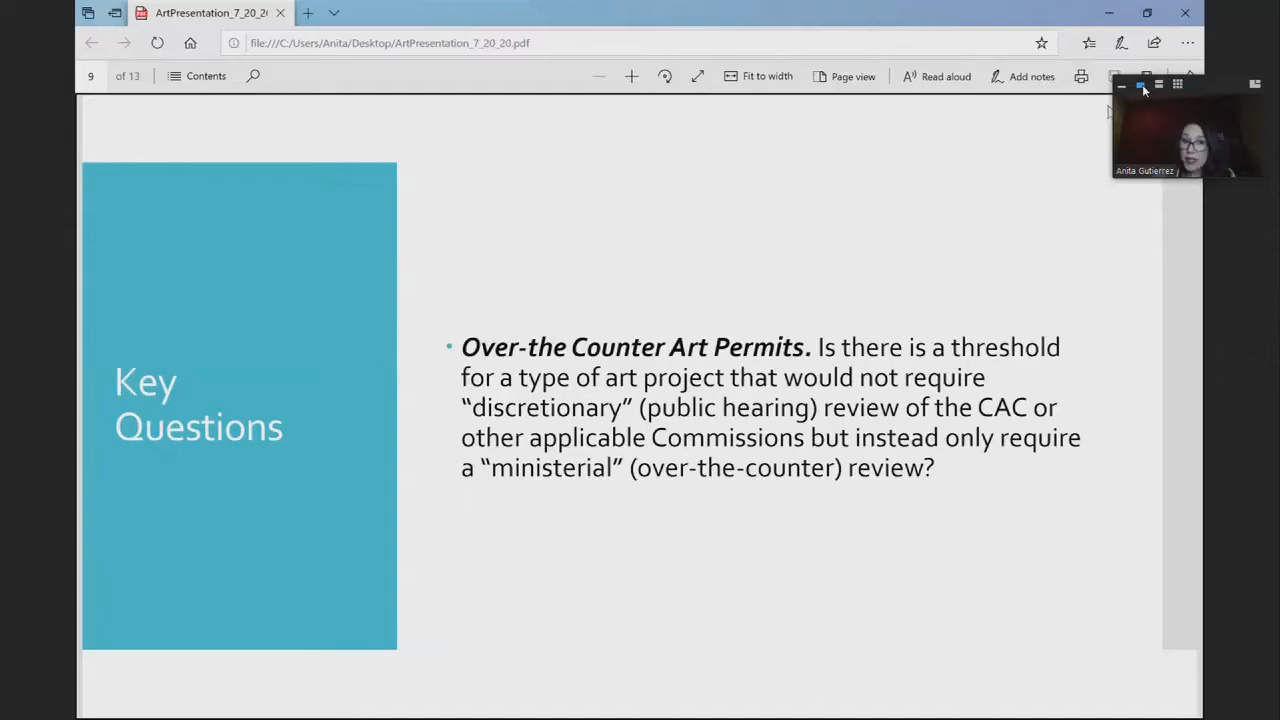 ArtPresentation_7_20_20
file:///C:/Users/Anita/Desktop/ArtPresentation_7_20_20.pdf
9 of 13 Contents Fit to width Page view Read aloud Add notes
Anita Gutierrez
Key
Questions
• Over-the Counter Art Permits. Is there is a threshold
for a type of art project that would not require
“discretionary” (public hearing) review of the CAC or
other applicable Commissions but instead only require
a “ministerial” (over-the-counter) review?